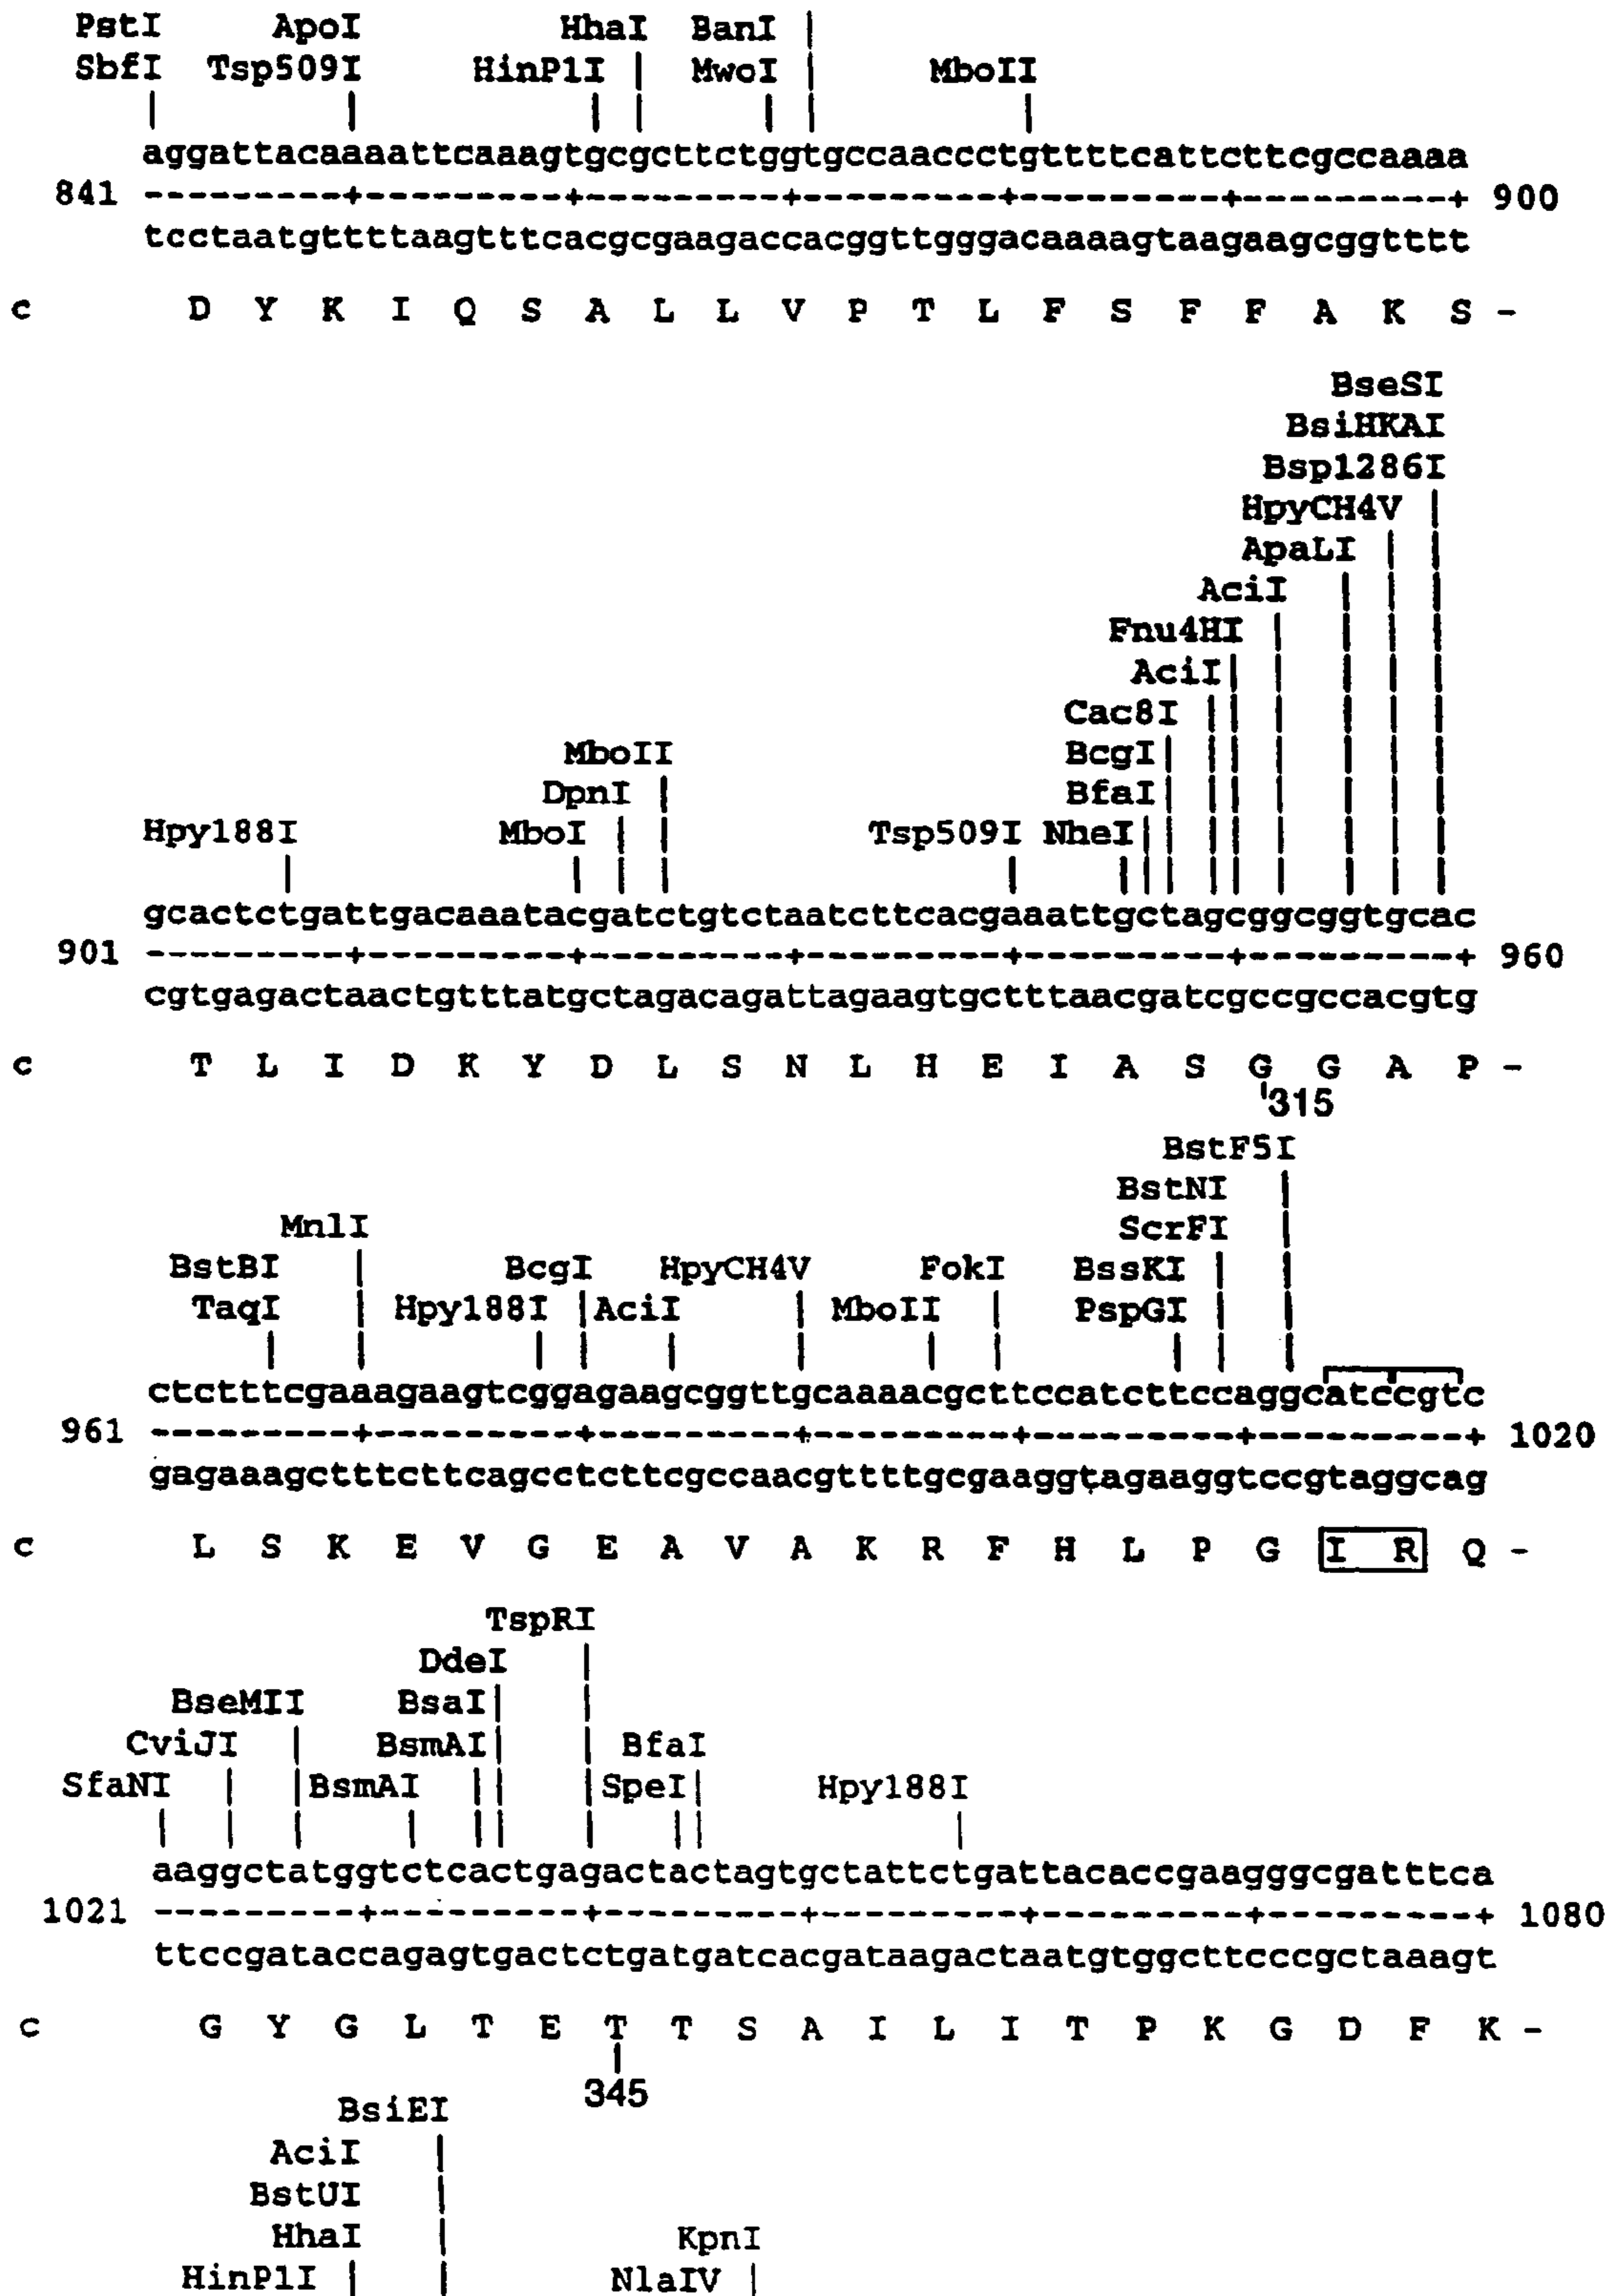 PstI ApoI HhaI BanI
SbfI Tsp509I HinP1I MwoI MboII
aggattacaaaattcaaagtgcgcttctggtgccaaccctgttttcattcttcgccaaaa
841 ---------+---------+---------+---------+---------+---------+ 900
tcctaatgttttaagtttcacgcgaagaccacggttgggacaaaagtaagaagcggtttt
c D Y K I Q S A L L V P T L F S F F A K S -
BseSI
BsiHKAI
Bsp1286I
HpyCH4V
ApaLI
AciI
Fnu4HI
AciI
Cac8I
MboII BcgI
DpnI BfaI
Hpy188I MboI Tsp509I NheI
gcactctgattgacaaatacgatctgtctaatcttcacgaaattgctagcggcggtgcac
901 ---------+---------+---------+---------+---------+---------+ 960
cgtgagactaactgtttatgctagacagattagaagtgctttaacgatcgccgccacgtg
c T L I D K Y D L S N L H E I A S G G A P -
315
BstF5I
BstNI
MnlI ScrFI
BstBI BcgI HpyCH4V FokI BssKI
TaqI Hpy188I AciI MboII PspGI
ctctttcgaaagaagtcggagaagcggttgcaaaacgcttccatcttccaggcatccgtc
961 ---------+---------+---------+---------+---------+---------+ 1020
gagaaagctttcttcagcctcttcgccaacgttttgcgaaggtagaaggtccgtaggcag
c L S K E V G E A V A K R F H L P G I R Q -
TspRI
DdeI
BseMII BsaI
CviJI BsmAI BfaI
SfaNI BsmAI SpeI Hpy188I
aaggctatggtctcactgagactactagtgctattctgattacaccgaagggcgatttca
1021 ---------+---------+---------+---------+---------+---------+ 1080
ttccgataccagagtgactctgatgatcacgataagactaatgtggcttcccgctaaagt
c G Y G L T E T T S A I L I T P K G D F K -
345
BsiEI
AciI
BstUI
HhaI KpnI
HinP1I NlaIV